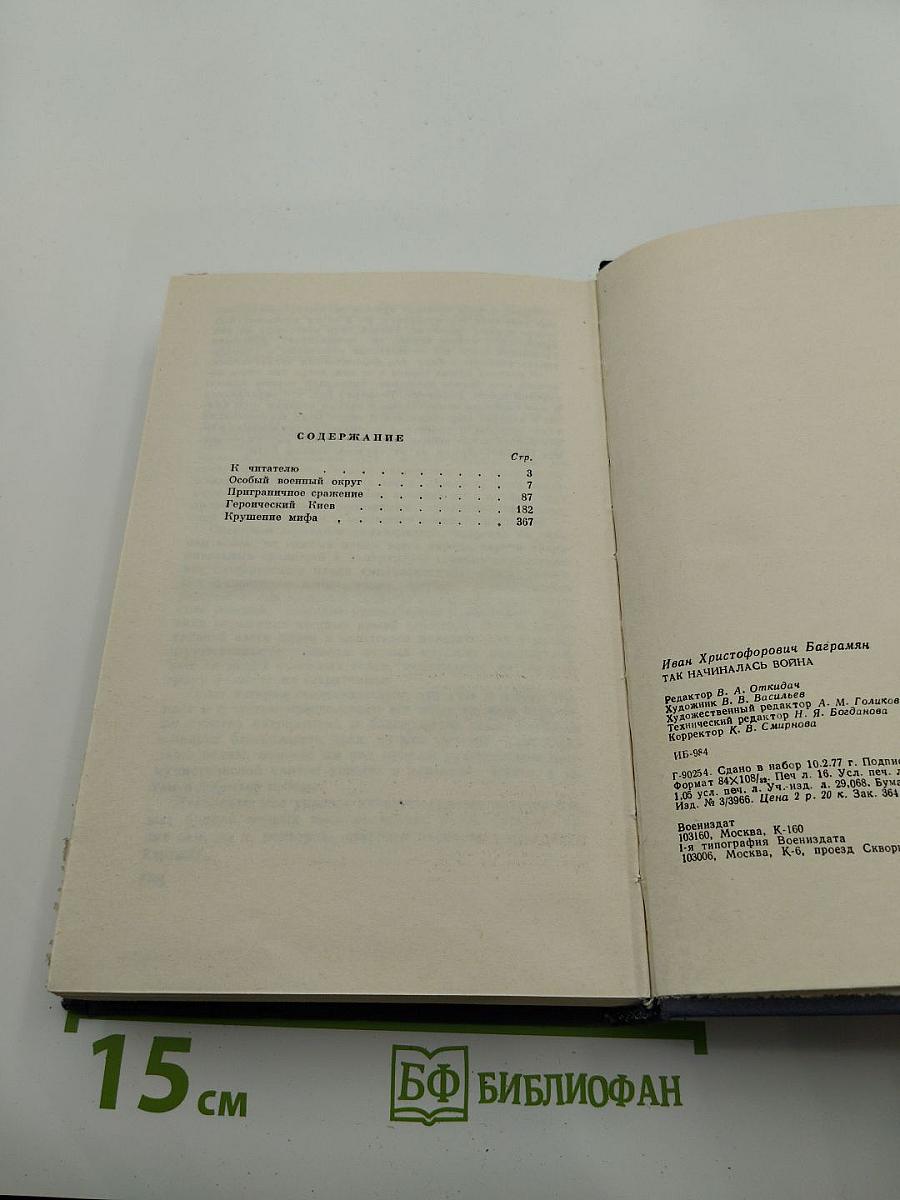 СОДЕРЖАНИЕ
Стр.
К читателю . . . . . . . . . . 3
Особый военный округ . . . . . . . 7
Приграничное сражение . . . . . . . 87
Героический Киев . . . . . . . . 182
Крушение мифа . . . . . . . . . 367
Иван Христофорович Баграмян
ТАК НАЧИНАЛАСЬ ВОЙНА
Редактор В. А. Откидач
Художник В. В. Васильев
Художественный редактор А. М. Голиков
Технический редактор Н. Я. Богданова
Корректор К. В. Смирнова
ИБ-984
Г-90254. Сдано в набор 10.2.77 г. Подпис
Формат 84×108/32. Печ л. 16. Усл. печ. л
1,05 усл. печ. л. Уч.-изд. л. 29,068. Бума
Изд. № 3/3966. Цена 2 р. 20 к. Зак. 364
Воениздат
103160, Москва, К-160
1-я типография Воениздата
103006, Москва, К-6, проезд Сквор
15 см
БФ БИБЛИОФАН